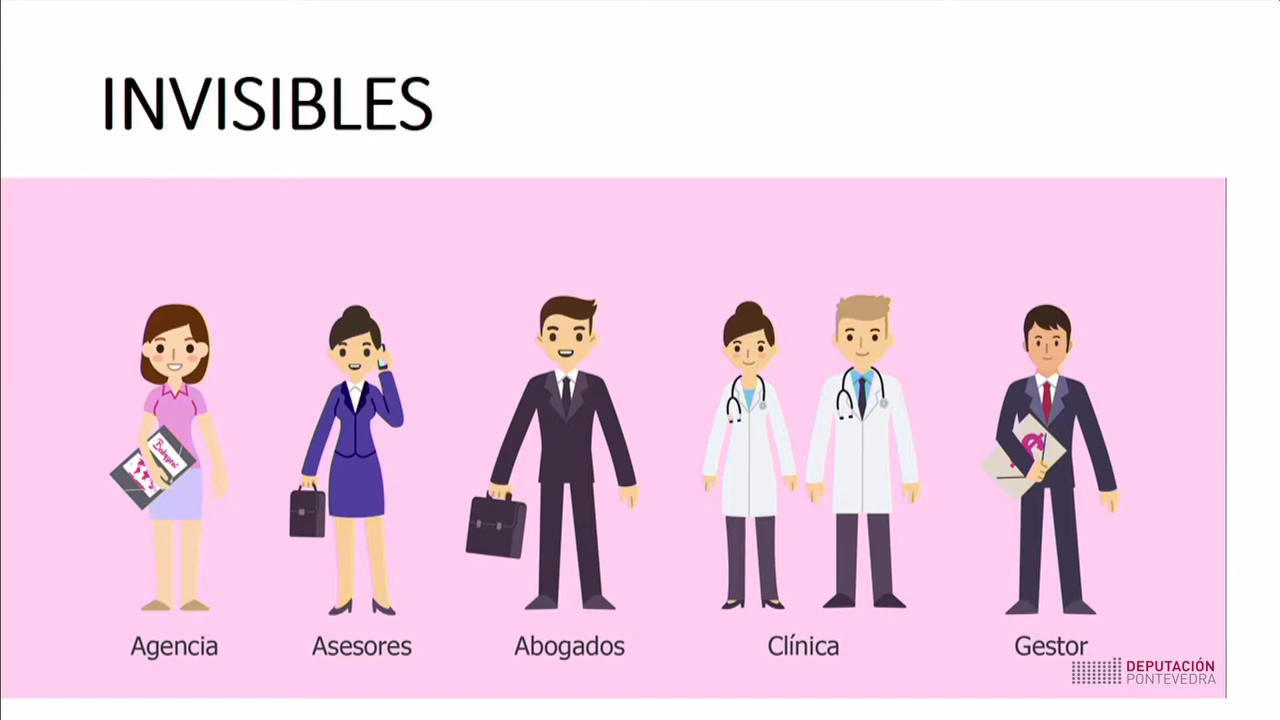 INVISIBLES
Agencia
Asesores
Abogados
Clínica
Gestor
DEPUTACIÓN
PONTEVEDRA